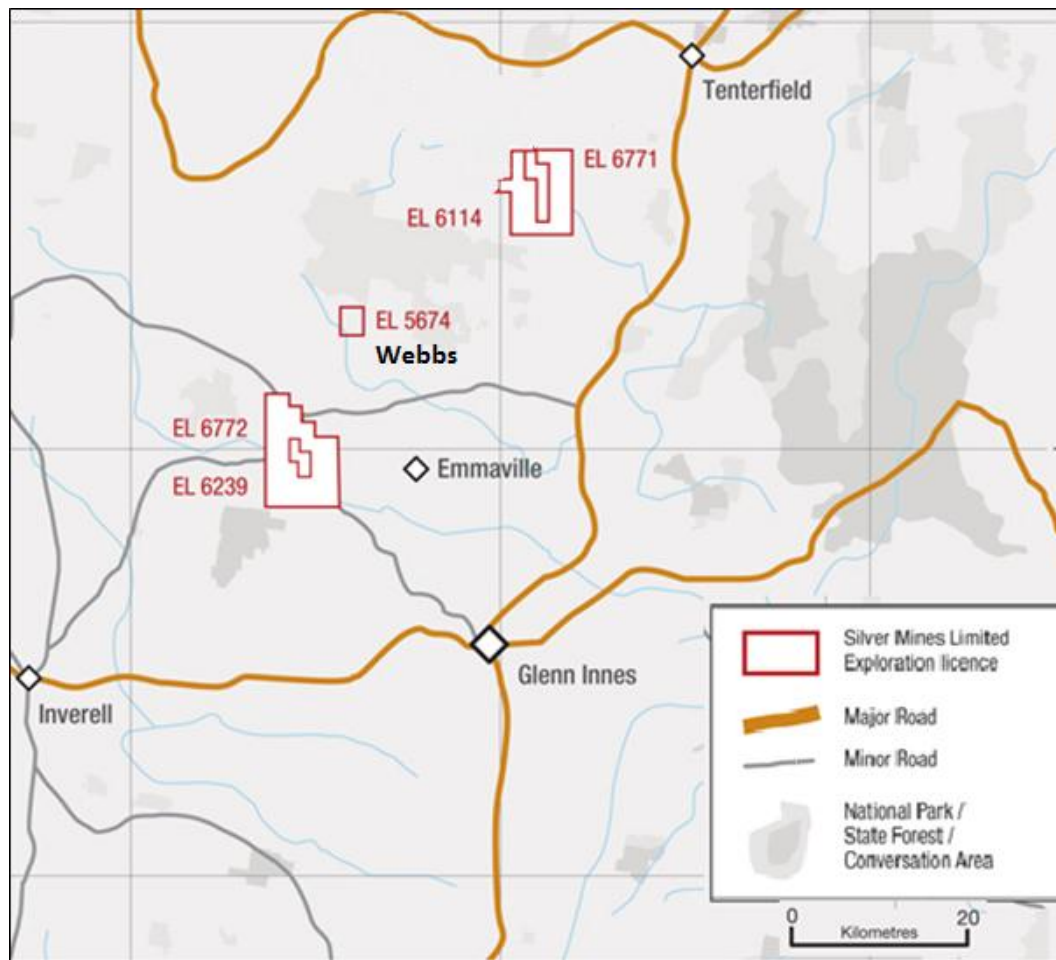 Tenterfield
EL 6771
EL 6114
EL 5674
Webbs
EL 6772
Emmaville
EL 6239
Glenn Innes
Inverell
Silver Mines Limited
Exploration licence
Major Road
Minor Road
National Park /
State Forest /
Conversation Area
0 20
Kilometres